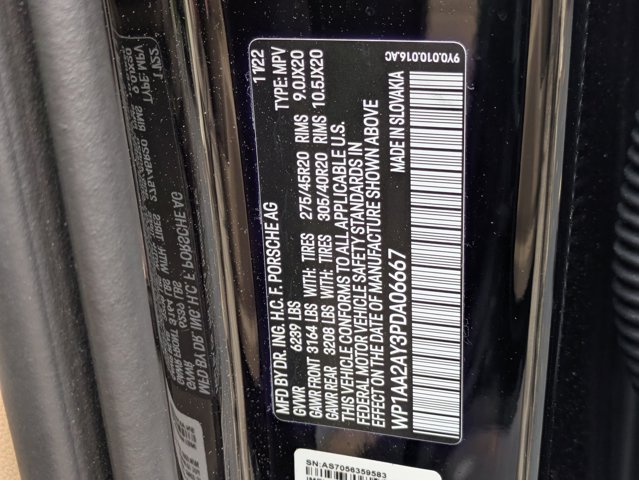 MFD BY DR. ING. H.C. F. PORSCHE AG 11/22
GVWR 6239 LBS TYPE: MPV
GAWR FRONT 3164 LBS WITH: TIRES 275/45R20 RIMS 9.0JX20
GAWR REAR 3208 LBS WITH: TIRES 305/40R20 RIMS 10.5JX20
THIS VEHICLE CONFORMS TO ALL APPLICABLE U.S.
FEDERAL MOTOR VEHICLE SAFETY STANDARDS IN
EFFECT ON THE DATE OF MANUFACTURE SHOWN ABOVE
WP1AA2AY3PDA06667 MADE IN SLOVAKIA
9Y0.010.016.AC
SN:AS7056359583